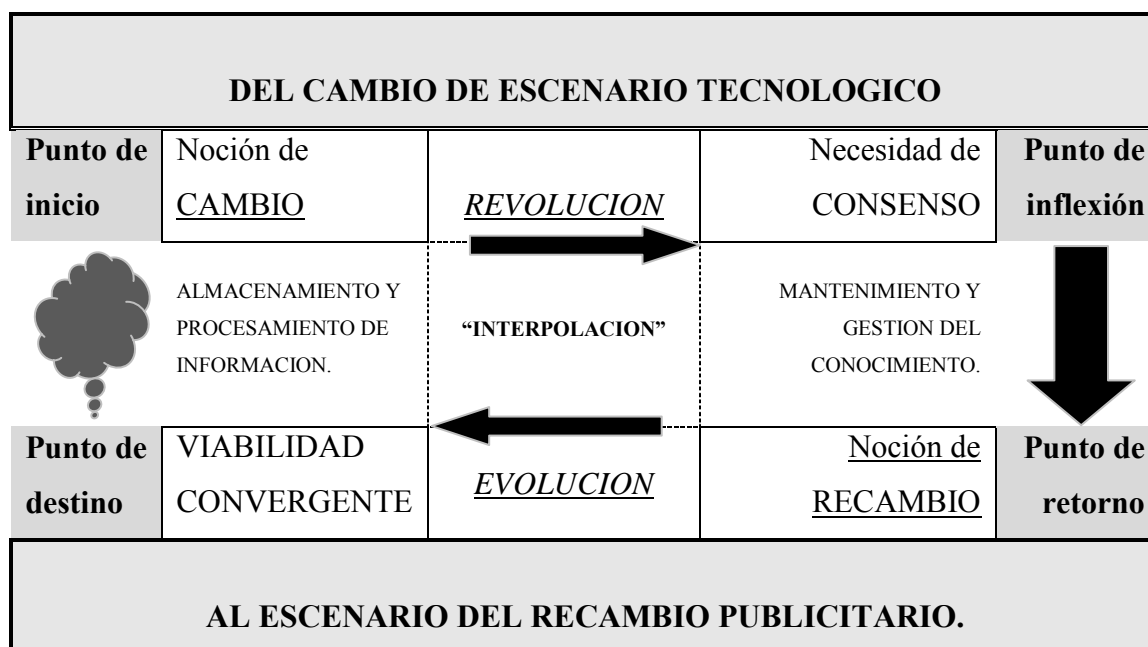 DEL CAMBIO DE ESCENARIO TECNOLOGICO
Punto de
inicio
Noción de
CAMBIO
REVOLUCION
Necesidad de
CONSENSO
Punto de
inflexión
ALMACENAMIENTO Y
PROCESAMIENTO DE
INFORMACION.
“INTERPOLACION”
MANTENIMIENTO Y
GESTION DEL
CONOCIMIENTO.
Punto de
destino
VIABILIDAD
CONVERGENTE
EVOLUCION
Noción de
RECAMBIO
Punto de
retorno
AL ESCENARIO DEL RECAMBIO PUBLICITARIO.